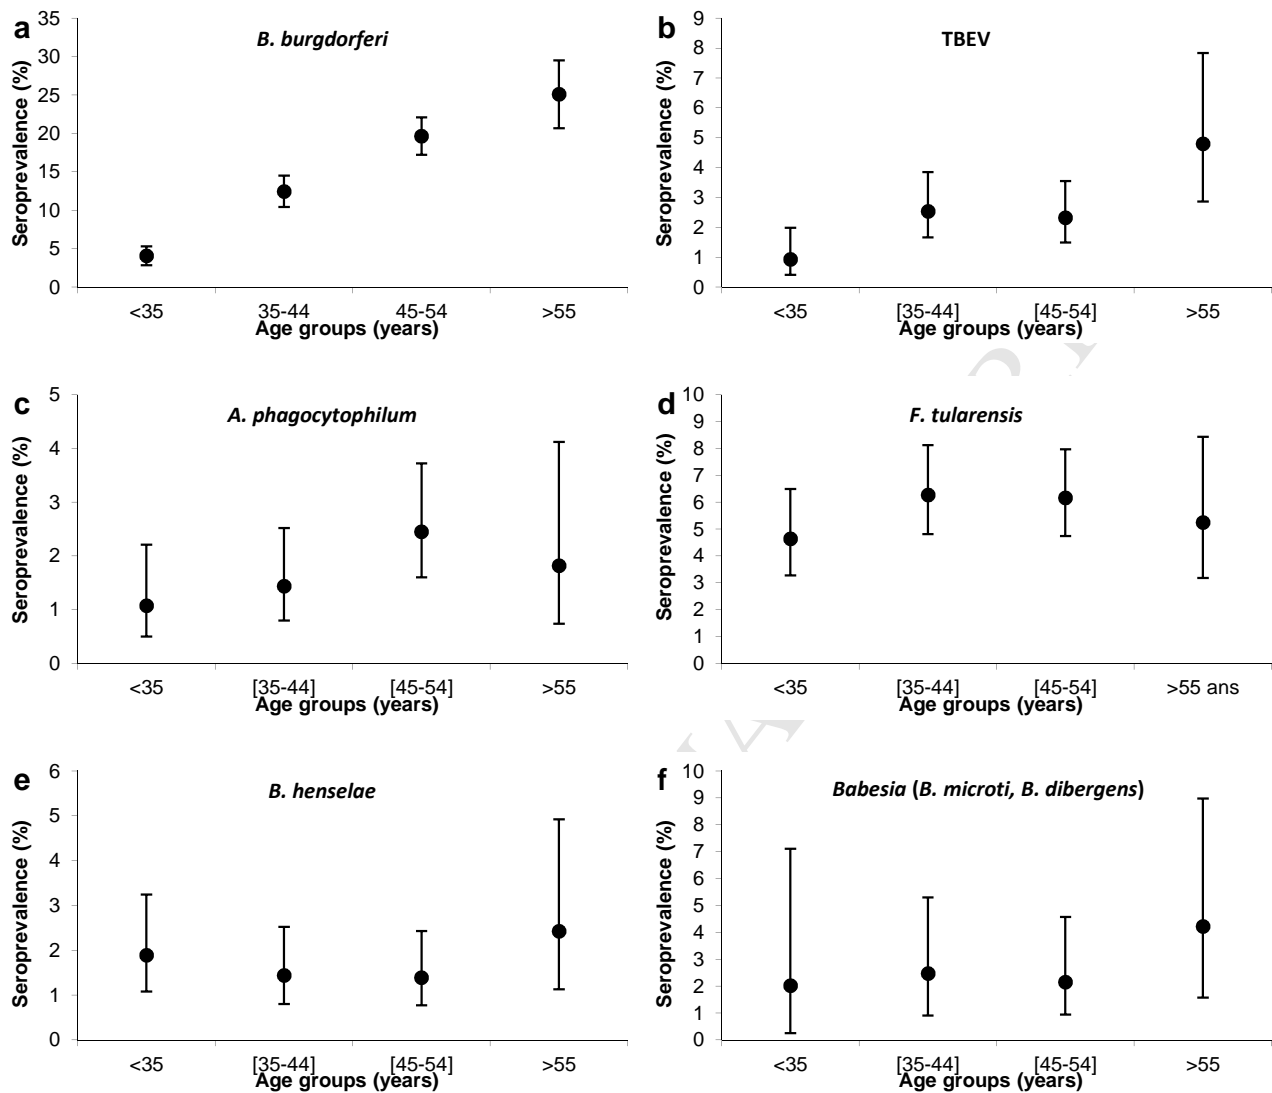 a
B. burgdorferi
Seroprevalence (%)
35
30
25
20
15
10
5
0
<35 35-44 45-54 >55
Age groups (years)
b
TBEV
Seroprevalence (%)
9
8
7
6
5
4
3
2
1
0
<35 [35-44] [45-54] >55
Age groups (years)
c
A. phagocytophilum
Seroprevalence (%)
5
4
3
2
1
0
<35 [35-44] [45-54] >55
Age groups (years)
d
F. tularensis
Seroprevalence (%)
10
9
8
7
6
5
4
3
2
1
0
<35 [35-44] [45-54] >55 ans
Age groups (years)
e
B. henselae
Seroprevalence (%)
6
5
4
3
2
1
0
<35 [35-44] [45-54] >55
Age groups (years)
f
Babesia (B. microti, B. dibergens)
Seroprevalence (%)
10
9
8
7
6
5
4
3
2
1
0
<35 [35-44] [45-54] >55
Age groups (years)